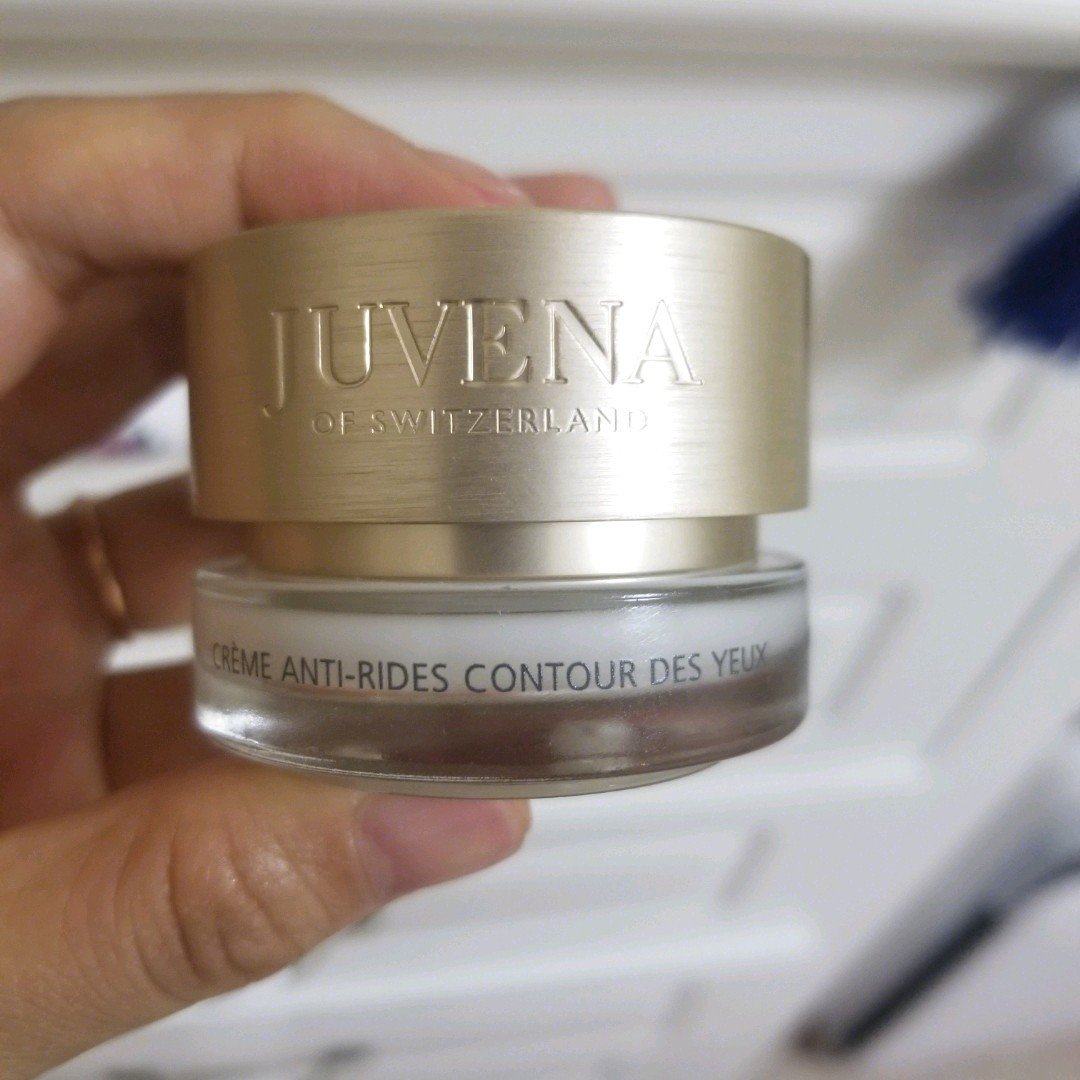 JUVENA
OF SWITZERLAND
CRÈME ANTI-RIDES CONTOUR DES YEUX